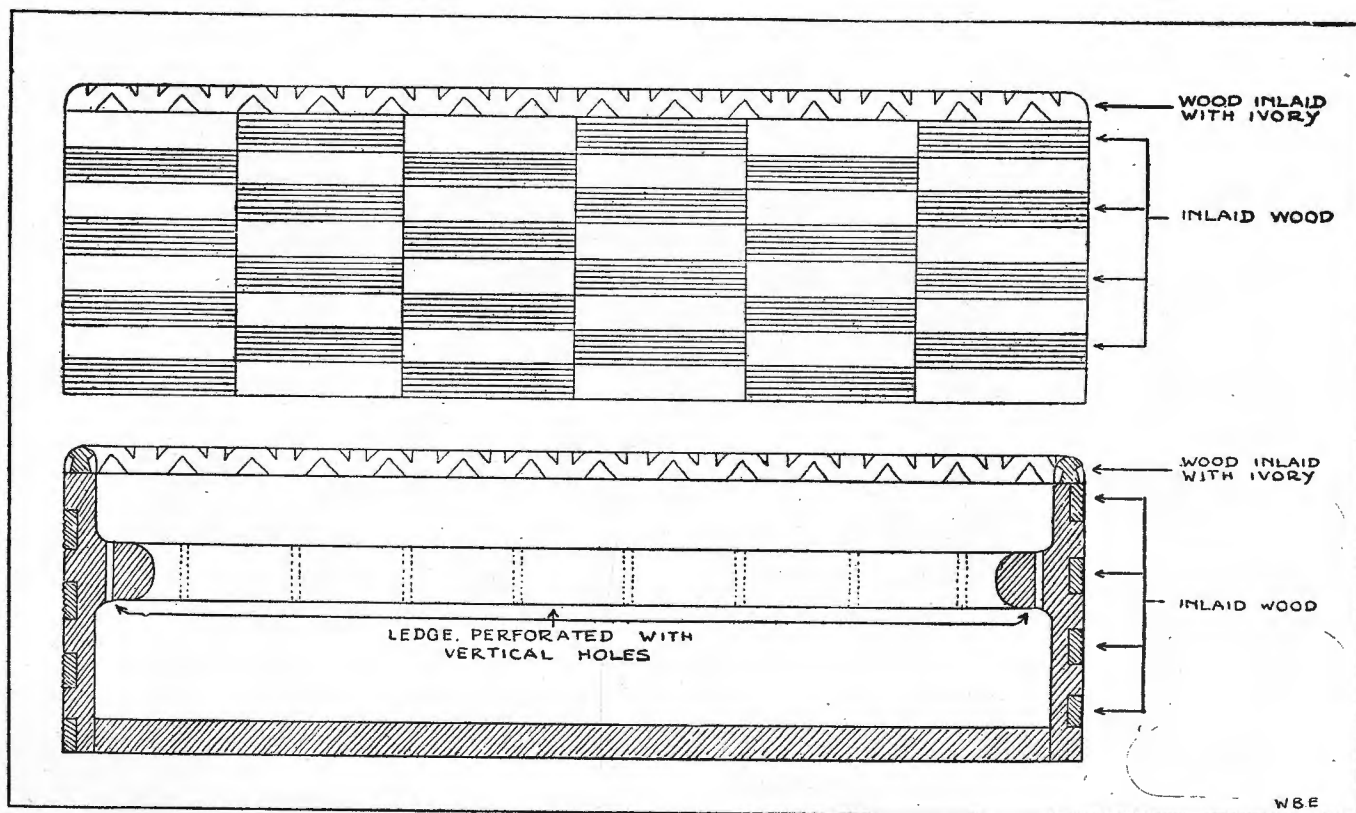 WOOD INLAID
WITH IVORY
INLAID WOOD
WOOD INLAID
WITH IVORY
LEDGE. PERFORATED WITH
VERTICAL HOLES
INLAID WOOD
WBE